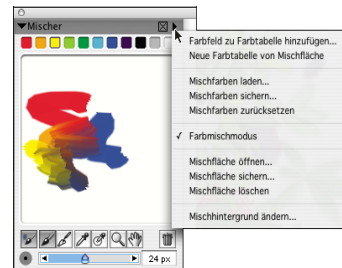 Mischer
Farbfeld zu Farbtabelle hinzufügen...
Neue Farbtabelle von Mischfläche
Mischfarben laden...
Mischfarben sichern...
Mischfarben zurücksetzen
✓ Farbmischmodus
Mischfläche öffnen...
Mischfläche sichern...
Mischfläche löschen
Mischhintergrund ändern...
24 px